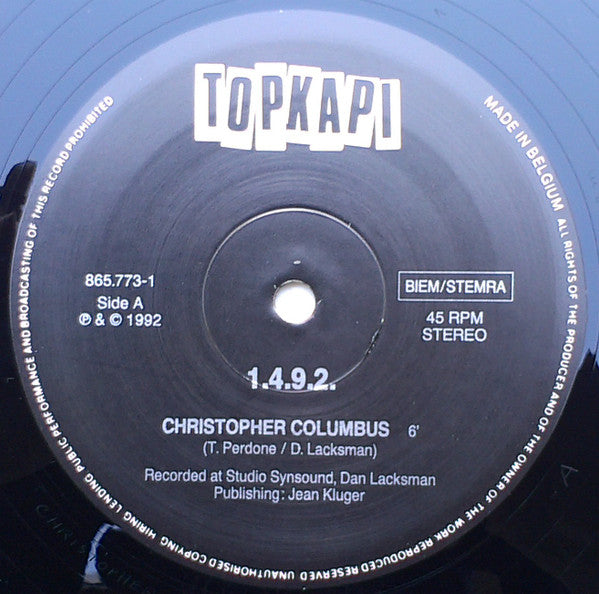 TOPKAPI
MADE IN BELGIUM ALL RIGHTS OF THE PRODUCER AND OF THE OWNER OF THE WORK REPRODUCED RESERVED UNAUTHORISED COPYING HIRING LENDING PUBLIC PERFORMANCE AND BROADCASTING OF THIS RECORD PROHIBITED
865.773-1
Side A
℗ & © 1992
BIEM/STEMRA
45 RPM
STEREO
1.4.9.2.
CHRISTOPHER COLUMBUS 6'
(T. Perdone / D. Lacksman)
Recorded at Studio Synsound, Dan Lacksman
Publishing: Jean Kluger
A